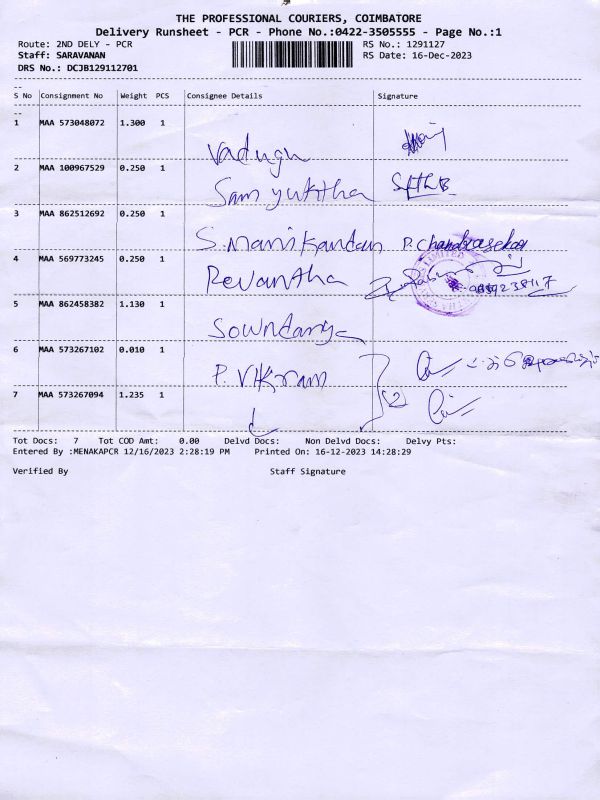 THE PROFESSIONAL COURIERS, COIMBATORE
Delivery Runsheet - PCR - Phone No.:0422-3505555 - Page No.:1
Route: 2ND DELY - PCR RS No.: 1291127
Staff: SARAVANAN RS Date: 16-Dec-2023
DRS No.: DCJB129112701
S No Consignment No Weight PCS Consignee Details Signature
1 MAA 573048072 1.300 1
Vadugu
2 MAA 100967529 0.250 1
Samyuktha
3 MAA 862512692 0.250 1
S.manikandan P. Chandrasekar
4 MAA 569773245 0.250 1
Revantha
5 MAA 862458382 1.130 1
Sowndarya
6 MAA 573267102 0.010 1
P. Vikram
7 MAA 573267094 1.235 1
Tot Docs: 7 Tot COD Amt: 0.00 Delvd Docs: Non Delvd Docs: Delvy Pts:
Entered By :MENAKAPCR 12/16/2023 2:28:19 PM Printed On: 16-12-2023 14:28:29
Verified By Staff Signature